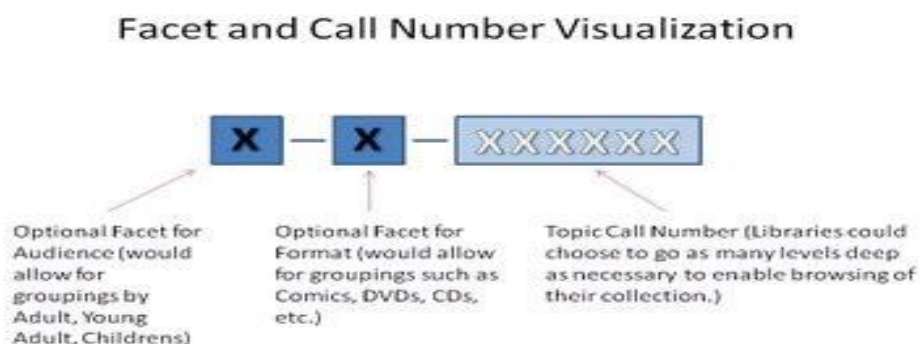 Facet and Call Number Visualization
X — X — XXXXXX
Optional Facet for
Audience (would
allow for
groupings by
Adult, Young
Adult, Childrens)
Optional Facet for
Format (would allow
for groupings such as
Comics, DVDs, CDs,
etc.)
Topic Call Number (Libraries could
choose to go as many levels deep
as necessary to enable browsing of
their collection.)